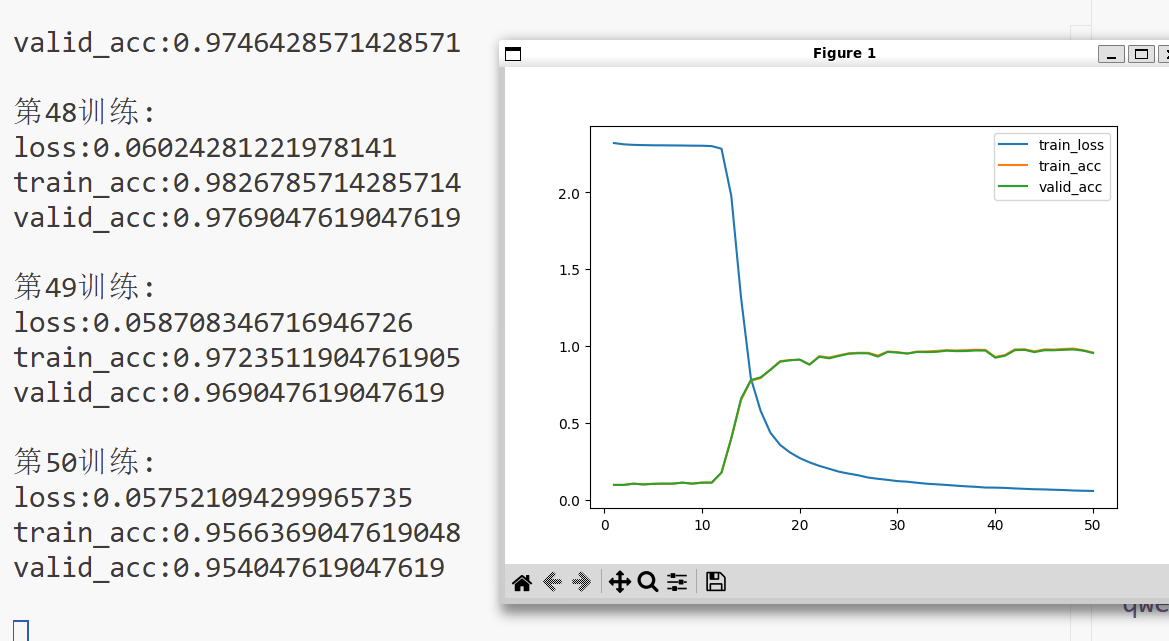 valid_acc:0.9746428571428571
第48训练:
loss:0.06024281221978141
train_acc:0.9826785714285714
valid_acc:0.9769047619047619
第49训练:
loss:0.058708346716946726
train_acc:0.9723511904761905
valid_acc:0.969047619047619
第50训练:
loss:0.057521094299965735
train_acc:0.9566369047619048
valid_acc:0.954047619047619
Figure 1
train_loss
train_acc
valid_acc
2.0
1.5
1.0
0.5
0.0
0 10 20 30 40 50